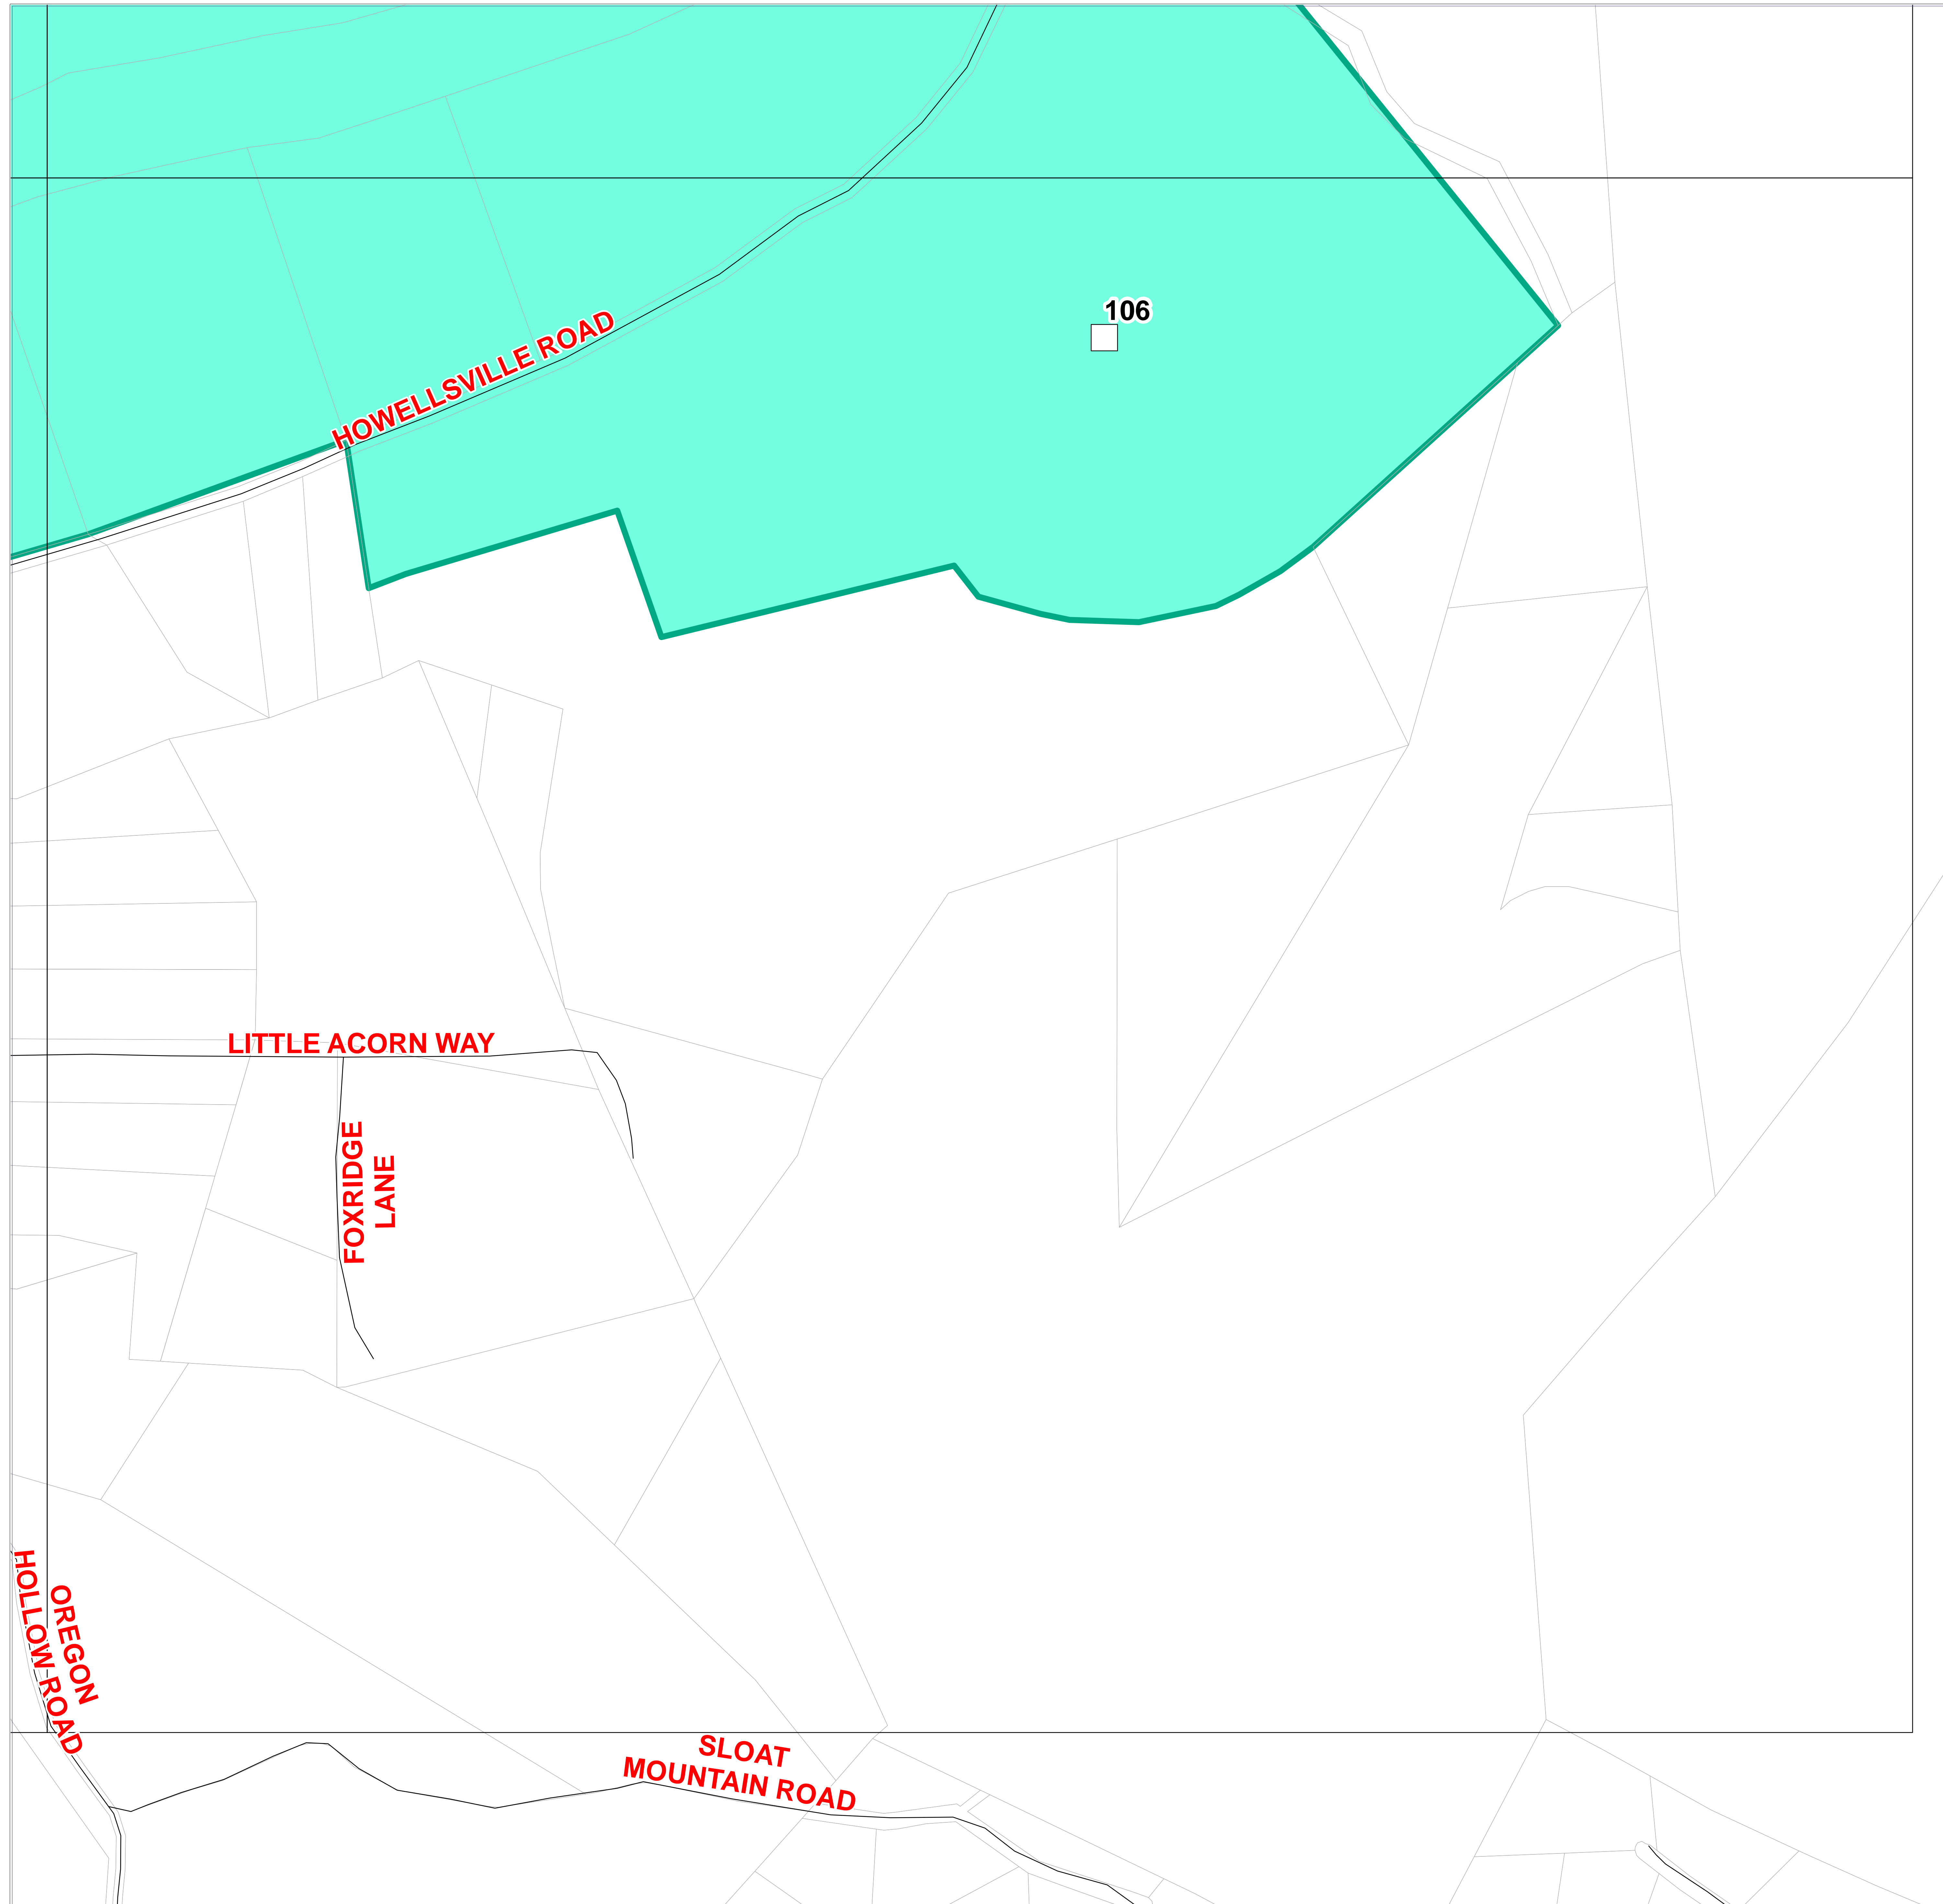 106
HOWELLSVILLE ROAD
LITTLE ACORN WAY
FOXRIDGE
LANE
OREGON
HOLLOW ROAD
SLOAT
MOUNTAIN ROAD